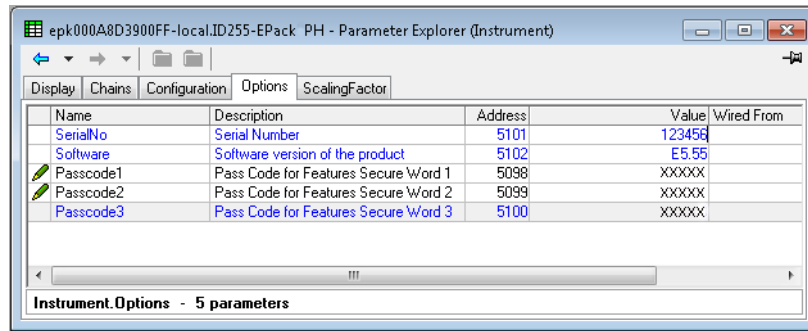 epk000A8D3900FF-local.ID255-EPack PH - Parameter Explorer (Instrument)
Display Chains Configuration Options ScalingFactor
Name Description Address Value Wired From
SerialNo Serial Number 5101 123456
Software Software version of the product 5102 E5.55
Passcode1 Pass Code for Features Secure Word 1 5098 XXXXX
Passcode2 Pass Code for Features Secure Word 2 5099 XXXXX
Passcode3 Pass Code for Features Secure Word 3 5100 XXXXX
Instrument.Options - 5 parameters